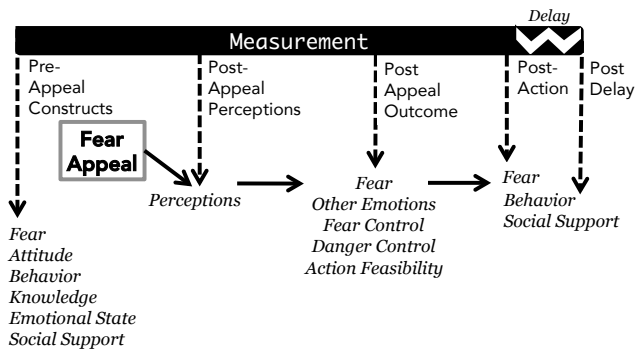 Delay
Measurement
Pre-
Appeal
Constructs
Post-
Appeal
Perceptions
Post
Appeal
Outcome
Post-
Action
Post
Delay
Fear
Appeal
Perceptions
Fear
Other Emotions
Fear Control
Danger Control
Action Feasibility
Fear
Behavior
Social Support
Fear
Attitude
Behavior
Knowledge
Emotional State
Social Support